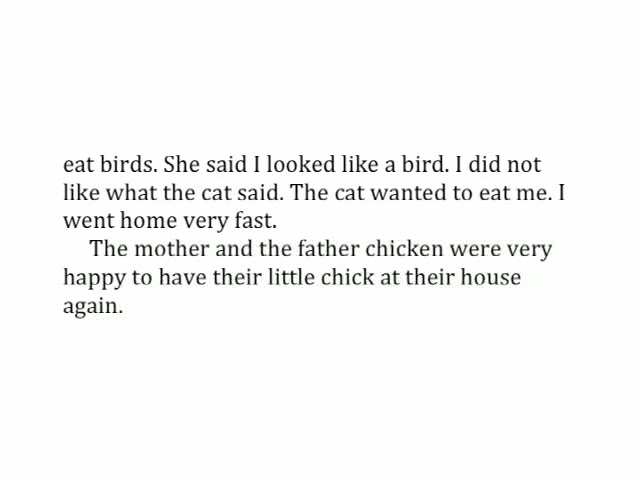 eat birds. She said I looked like a bird. I did not
like what the cat said. The cat wanted to eat me. I
went home very fast.
The mother and the father chicken were very
happy to have their little chick at their house
again.